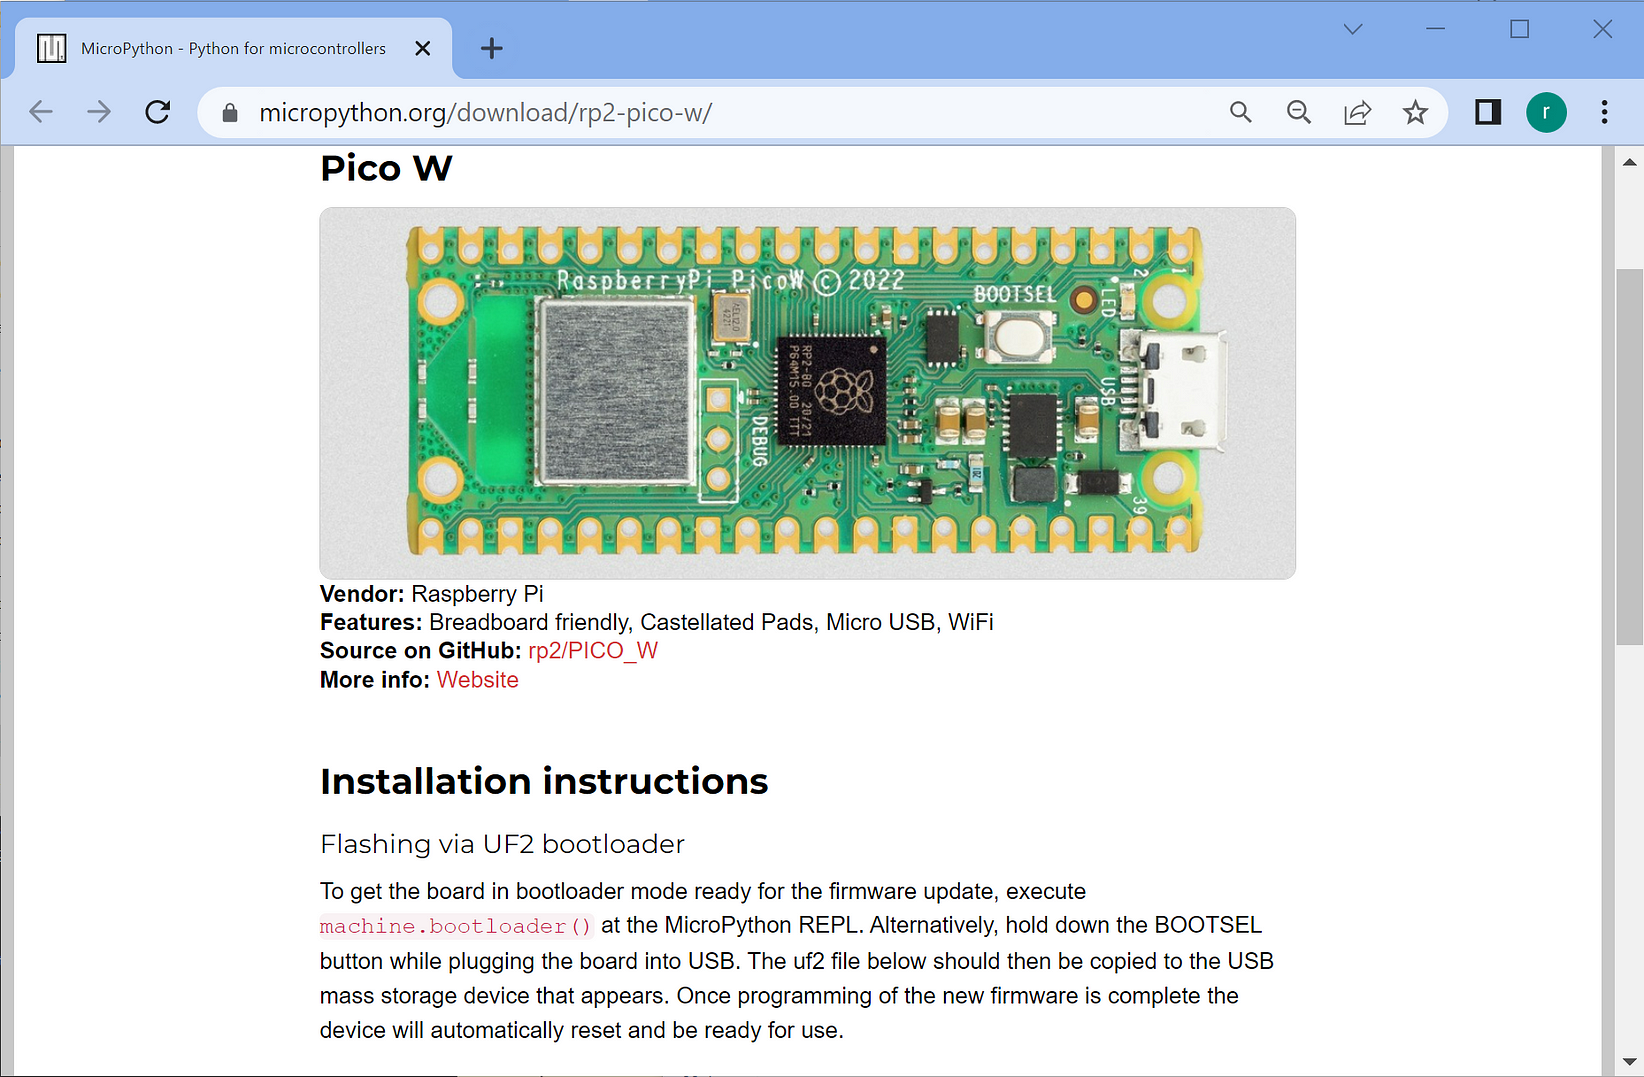 MicroPython - Python for microcontrollers
micropython.org/download/rp2-pico-w/
r
Pico W
RaspberryPi PicoW © 2022
BOOTSEL
LED
2
1
USB
DEBUG
RP2-B0 20/21
P64M15.00 TTT
39
Vendor: Raspberry Pi
Features: Breadboard friendly, Castellated Pads, Micro USB, WiFi
Source on GitHub: rp2/PICO_W
More info: Website
Installation instructions
Flashing via UF2 bootloader
To get the board in bootloader mode ready for the firmware update, execute
machine.bootloader() at the MicroPython REPL. Alternatively, hold down the BOOTSEL
button while plugging the board into USB. The uf2 file below should then be copied to the USB
mass storage device that appears. Once programming of the new firmware is complete the
device will automatically reset and be ready for use.